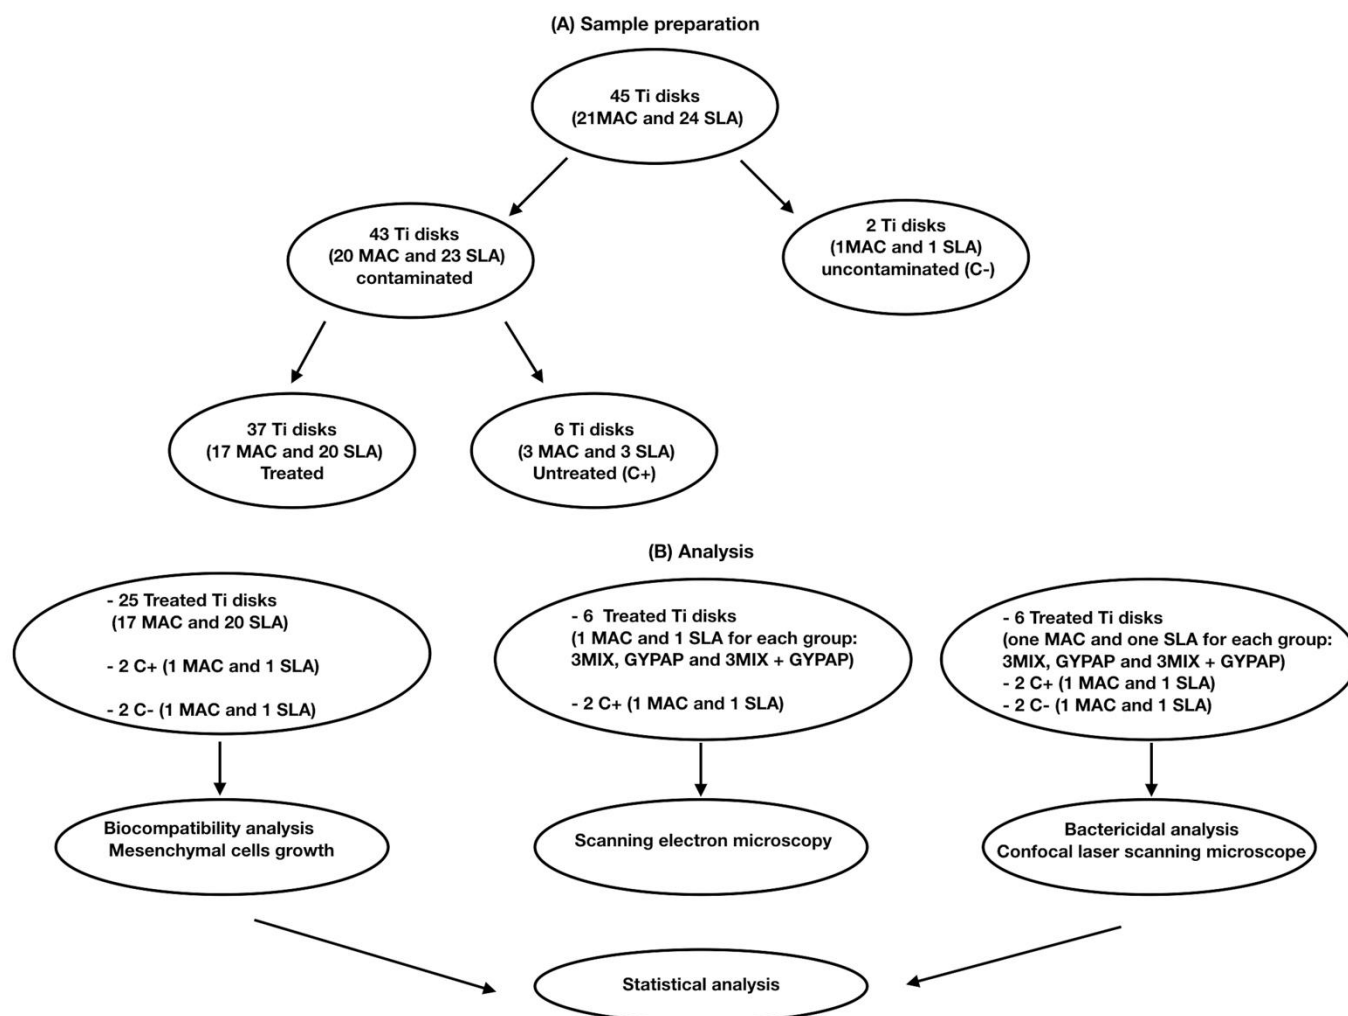 (A) Sample preparation
45 Ti disks
(21MAC and 24 SLA)
43 Ti disks
(20 MAC and 23 SLA)
contaminated
2 Ti disks
(1MAC and 1 SLA)
uncontaminated (C-)
37 Ti disks
(17 MAC and 20 SLA)
Treated
6 Ti disks
(3 MAC and 3 SLA)
Untreated (C+)
(B) Analysis
- 25 Treated Ti disks
(17 MAC and 20 SLA)
- 2 C+ (1 MAC and 1 SLA)
- 2 C- (1 MAC and 1 SLA)
- 6 Treated Ti disks
(1 MAC and 1 SLA for each group:
3MIX, GYPAP and 3MIX + GYPAP)
- 2 C+ (1 MAC and 1 SLA)
- 6 Treated Ti disks
(one MAC and one SLA for each group:
3MIX, GYPAP and 3MIX + GYPAP)
- 2 C+ (1 MAC and 1 SLA)
- 2 C- (1 MAC and 1 SLA)
Biocompatibility analysis
Mesenchymal cells growth
Scanning electron microscopy
Bactericidal analysis
Confocal laser scanning microscope
Statistical analysis